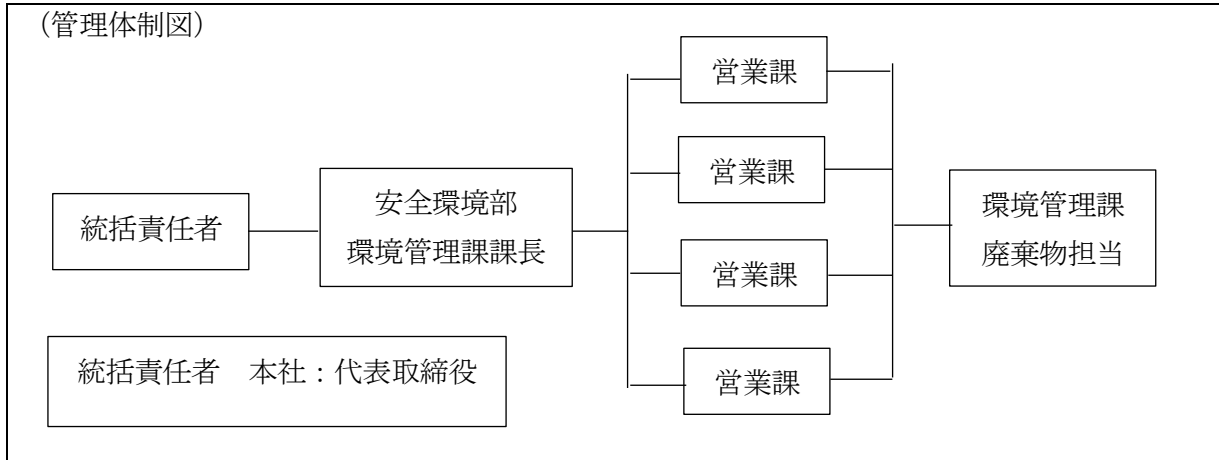 （管理体制図）
統括責任者
安全環境部
環境管理課課長
営業課
営業課
営業課
営業課
環境管理課
廃棄物担当
統括責任者　本社：代表取締役